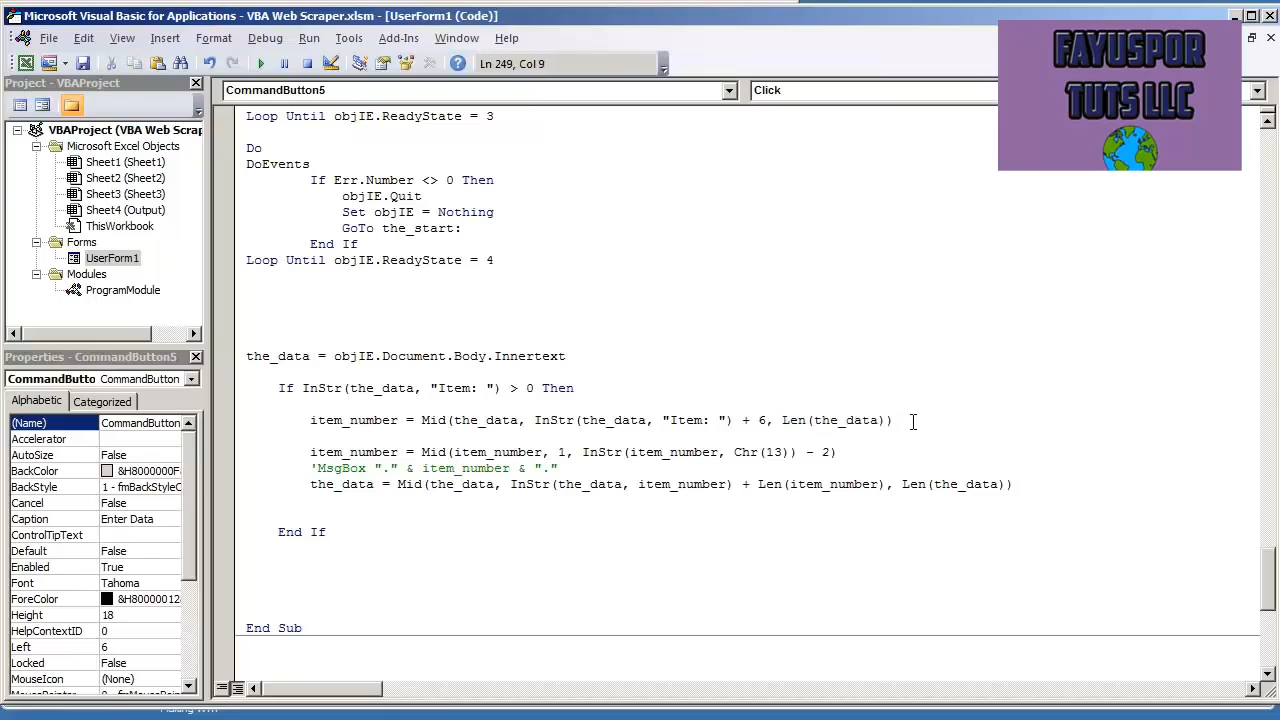 Microsoft Visual Basic for Applications - VBA Web Scraper.xlsm - [UserForm1 (Code)]
File Edit View Insert Format Debug Run Tools Add-Ins Window Help
Ln 249, Col 9
FAYUSPOR
TUTS LLC
Project - VBAProject
VBAProject (VBA Web Scrap
Microsoft Excel Objects
Sheet1 (Sheet1)
Sheet2 (Sheet2)
Sheet3 (Sheet3)
Sheet4 (Output)
ThisWorkbook
Forms
UserForm1
Modules
ProgramModule
Properties - CommandButton5
CommandButto CommandButton
Alphabetic Categorized
(Name) CommandButton
Accelerator
AutoSize False
BackColor &H8000000F
BackStyle 1 - fmBackStyleO
Cancel False
Caption Enter Data
ControlTipText
Default False
Enabled True
Font Tahoma
ForeColor &H80000012
Height 18
HelpContextID 0
Left 6
Locked False
MouseIcon (None)
CommandButton5 Click
Loop Until objIE.ReadyState = 3
Do
DoEvents
If Err.Number <> 0 Then
objIE.Quit
Set objIE = Nothing
GoTo the_start:
End If
Loop Until objIE.ReadyState = 4
the_data = objIE.Document.Body.Innertext
If InStr(the_data, "Item: ") > 0 Then
item_number = Mid(the_data, InStr(the_data, "Item: ") + 6, Len(the_data))
item_number = Mid(item_number, 1, InStr(item_number, Chr(13)) - 2)
'MsgBox "." & item_number & "."
the_data = Mid(the_data, InStr(the_data, item_number) + Len(item_number), Len(the_data))
End If
End Sub